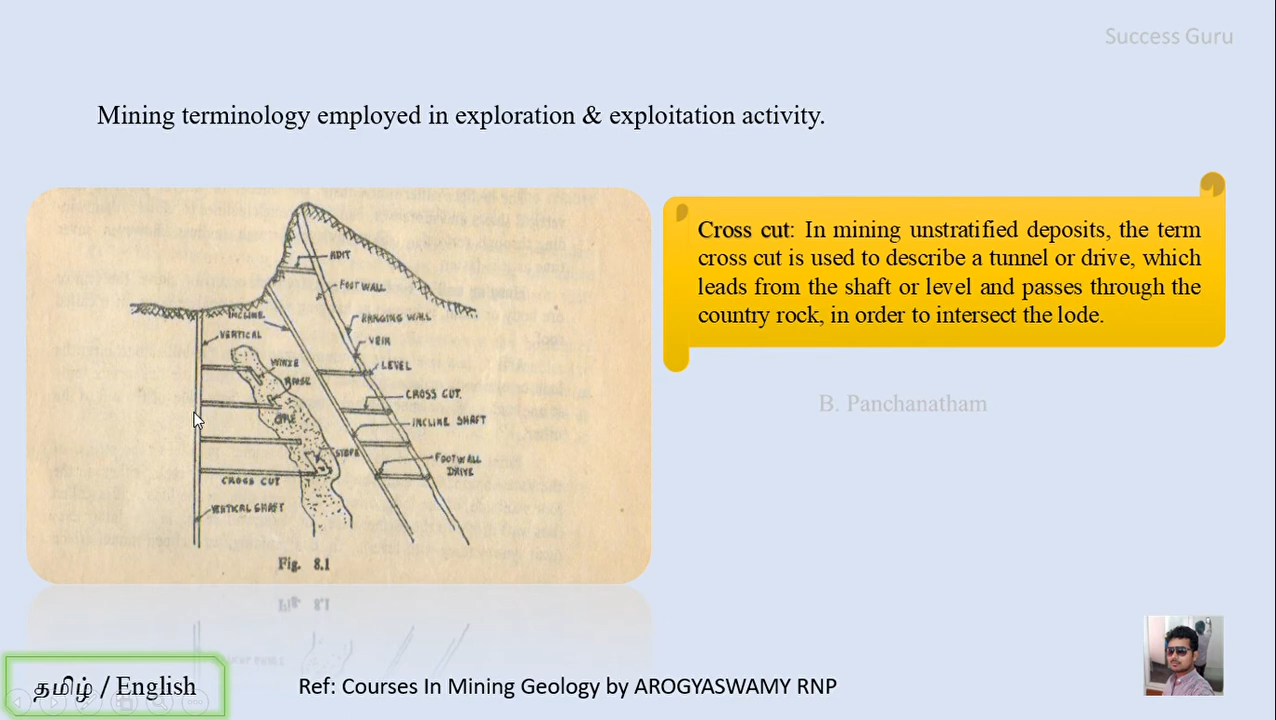 Success Guru
Mining terminology employed in exploration & exploitation activity.
Cross cut: In mining unstratified deposits, the term
cross cut is used to describe a tunnel or drive, which
leads from the shaft or level and passes through the
country rock, in order to intersect the lode.
B. Panchanatham
ADIT
FOOT WALL
INCLINE
HANGING WALL
VERTICAL
VEIN
WINZE
LEVEL
RAISE
CROSS CUT.
ORE
INCLINE SHAFT
STOPE
FOOTWALL
DRIVE
CROSS CUT
VERTICAL SHAFT
Fig. 8.1
தமிழ் / English
Ref: Courses In Mining Geology by AROGYASWAMY RNP